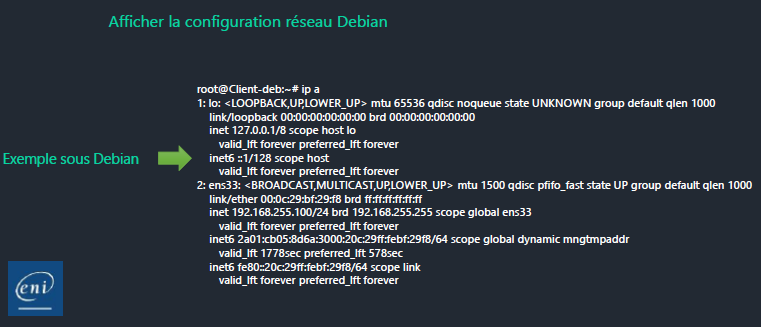 Afficher la configuration réseau Debian
root@Client-deb:~# ip a
1: lo: <LOOPBACK,UP,LOWER_UP> mtu 65536 qdisc noqueue state UNKNOWN group default qlen 1000
link/loopback 00:00:00:00:00:00 brd 00:00:00:00:00:00
inet 127.0.0.1/8 scope host lo
valid_lft forever preferred_lft forever
Exemple sous Debian
inet6 ::1/128 scope host
valid_lft forever preferred_lft forever
2: ens33: <BROADCAST,MULTICAST,UP,LOWER_UP> mtu 1500 qdisc pfifo_fast state UP group default qlen 1000
link/ether 00:0c:29:bf:29:f8 brd ff:ff:ff:ff:ff:ff
inet 192.168.255.100/24 brd 192.168.255.255 scope global ens33
valid_lft forever preferred_lft forever
inet6 2a01:cb05:8d6a:3000:20c:29ff:febf:29f8/64 scope global dynamic mngtmpaddr
valid_lft 1778sec preferred_lft 578sec
inet6 fe80::20c:29ff:febf:29f8/64 scope link
valid_lft forever preferred_lft forever
eni